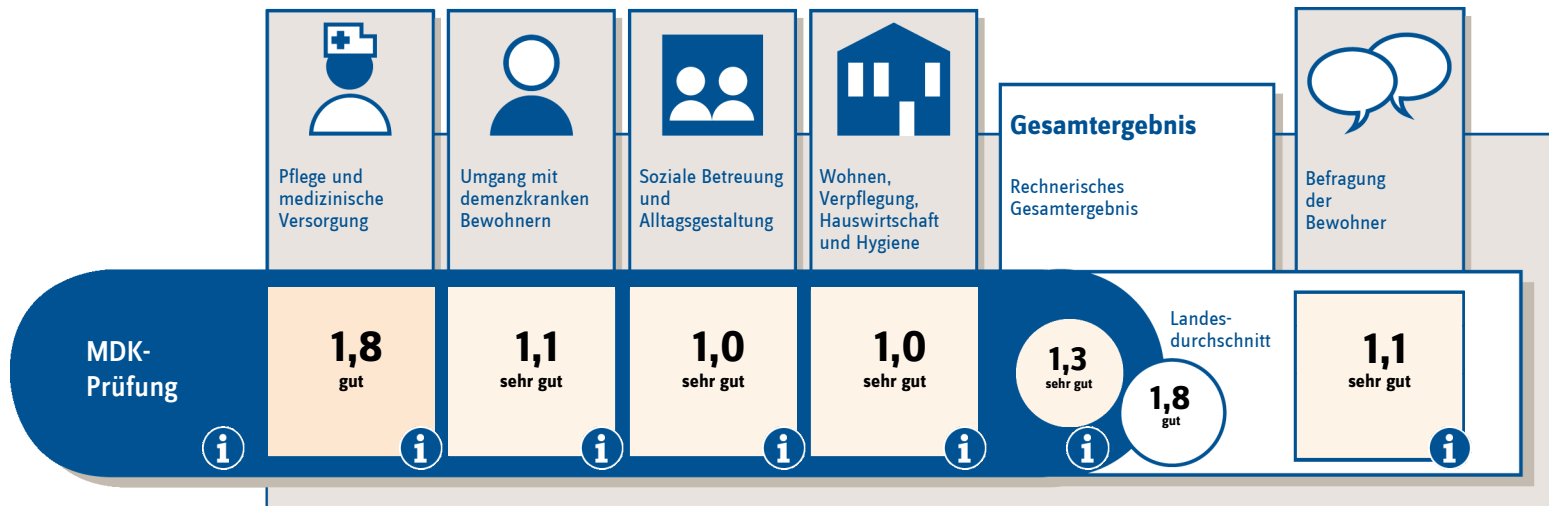 Pflege und
medizinische
Versorgung
Umgang mit
demenzkranken
Bewohnern
Soziale Betreuung
und
Alltagsgestaltung
Wohnen,
Verpflegung,
Hauswirtschaft
und Hygiene
Gesamtergebnis
Rechnerisches
Gesamtergebnis
Befragung
der
Bewohner
MDK-
Prüfung
i
1,8
gut
i
1,1
sehr gut
i
1,0
sehr gut
i
1,0
sehr gut
i
1,3
sehr gut
i
Landes-
durchschnitt
1,8
gut
1,1
sehr gut
i